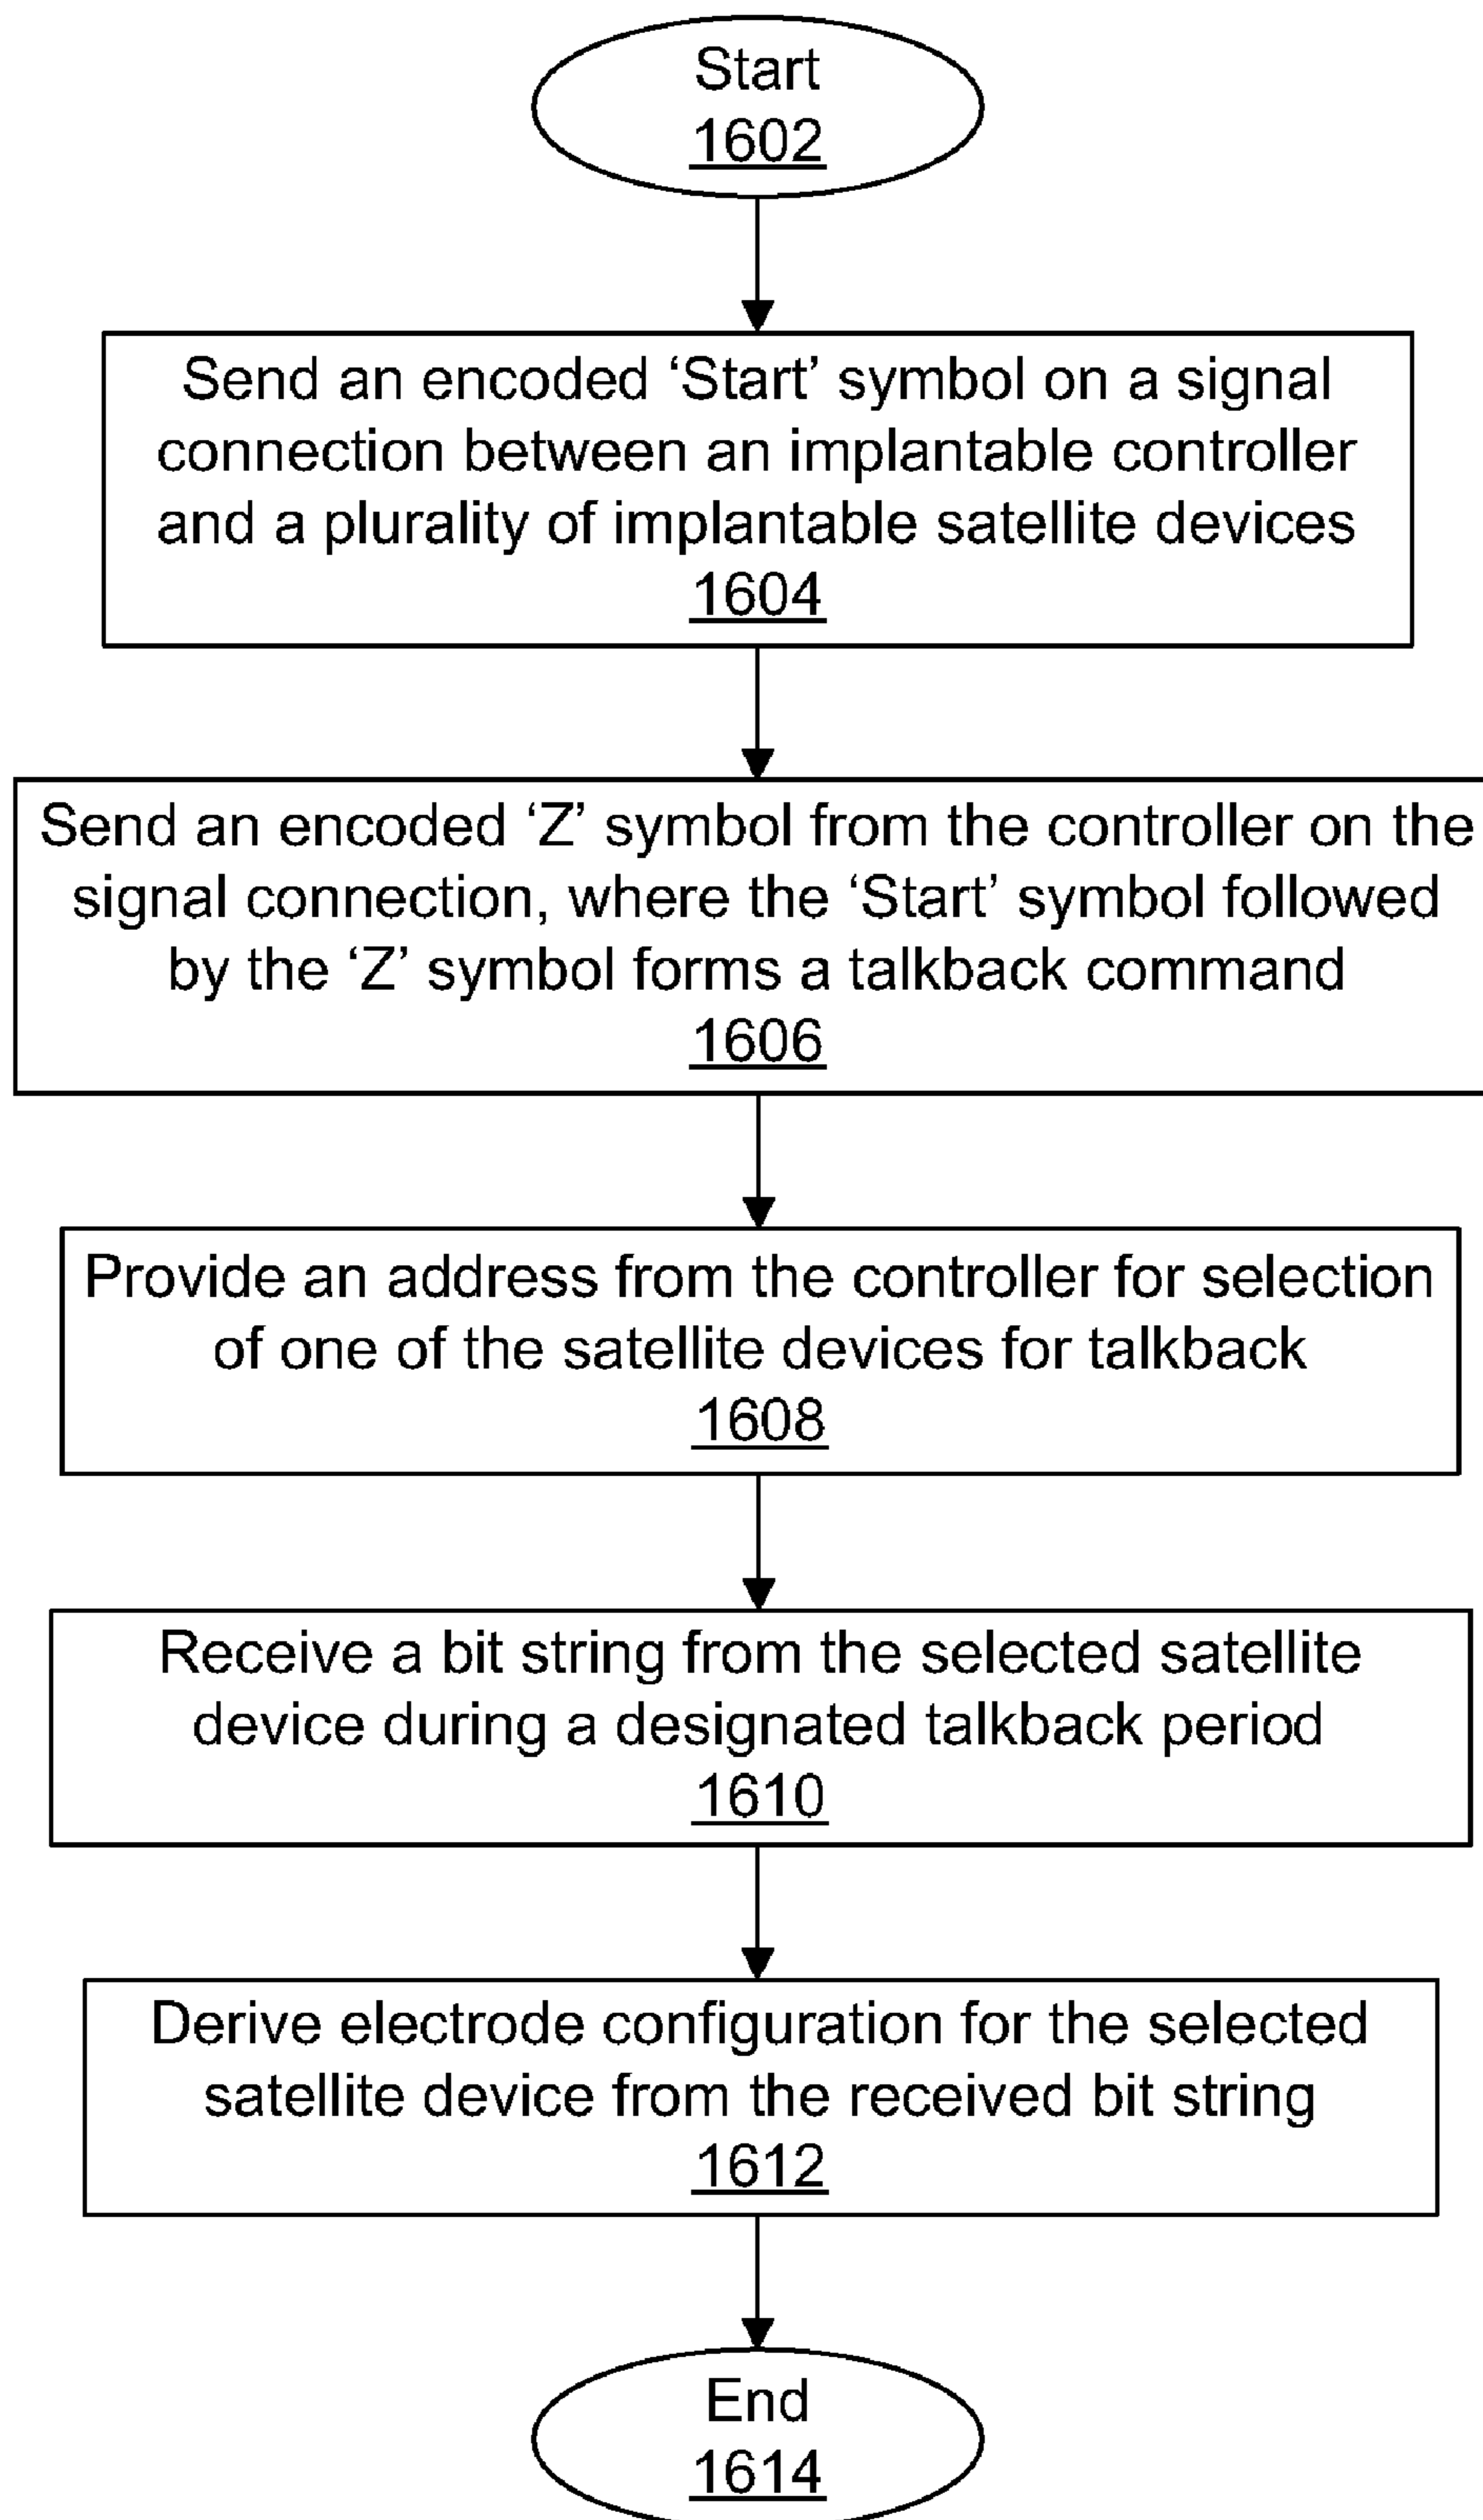 Start
1602
Send an encoded ‘Start’ symbol on a signal
connection between an implantable controller
and a plurality of implantable satellite devices
1604
Send an encoded ‘Z’ symbol from the controller on the
signal connection, where the ‘Start’ symbol followed
by the ‘Z’ symbol forms a talkback command
1606
Provide an address from the controller for selection
of one of the satellite devices for talkback
1608
Receive a bit string from the selected satellite
device during a designated talkback period
1610
Derive electrode configuration for the selected
satellite device from the received bit string
1612
End
1614